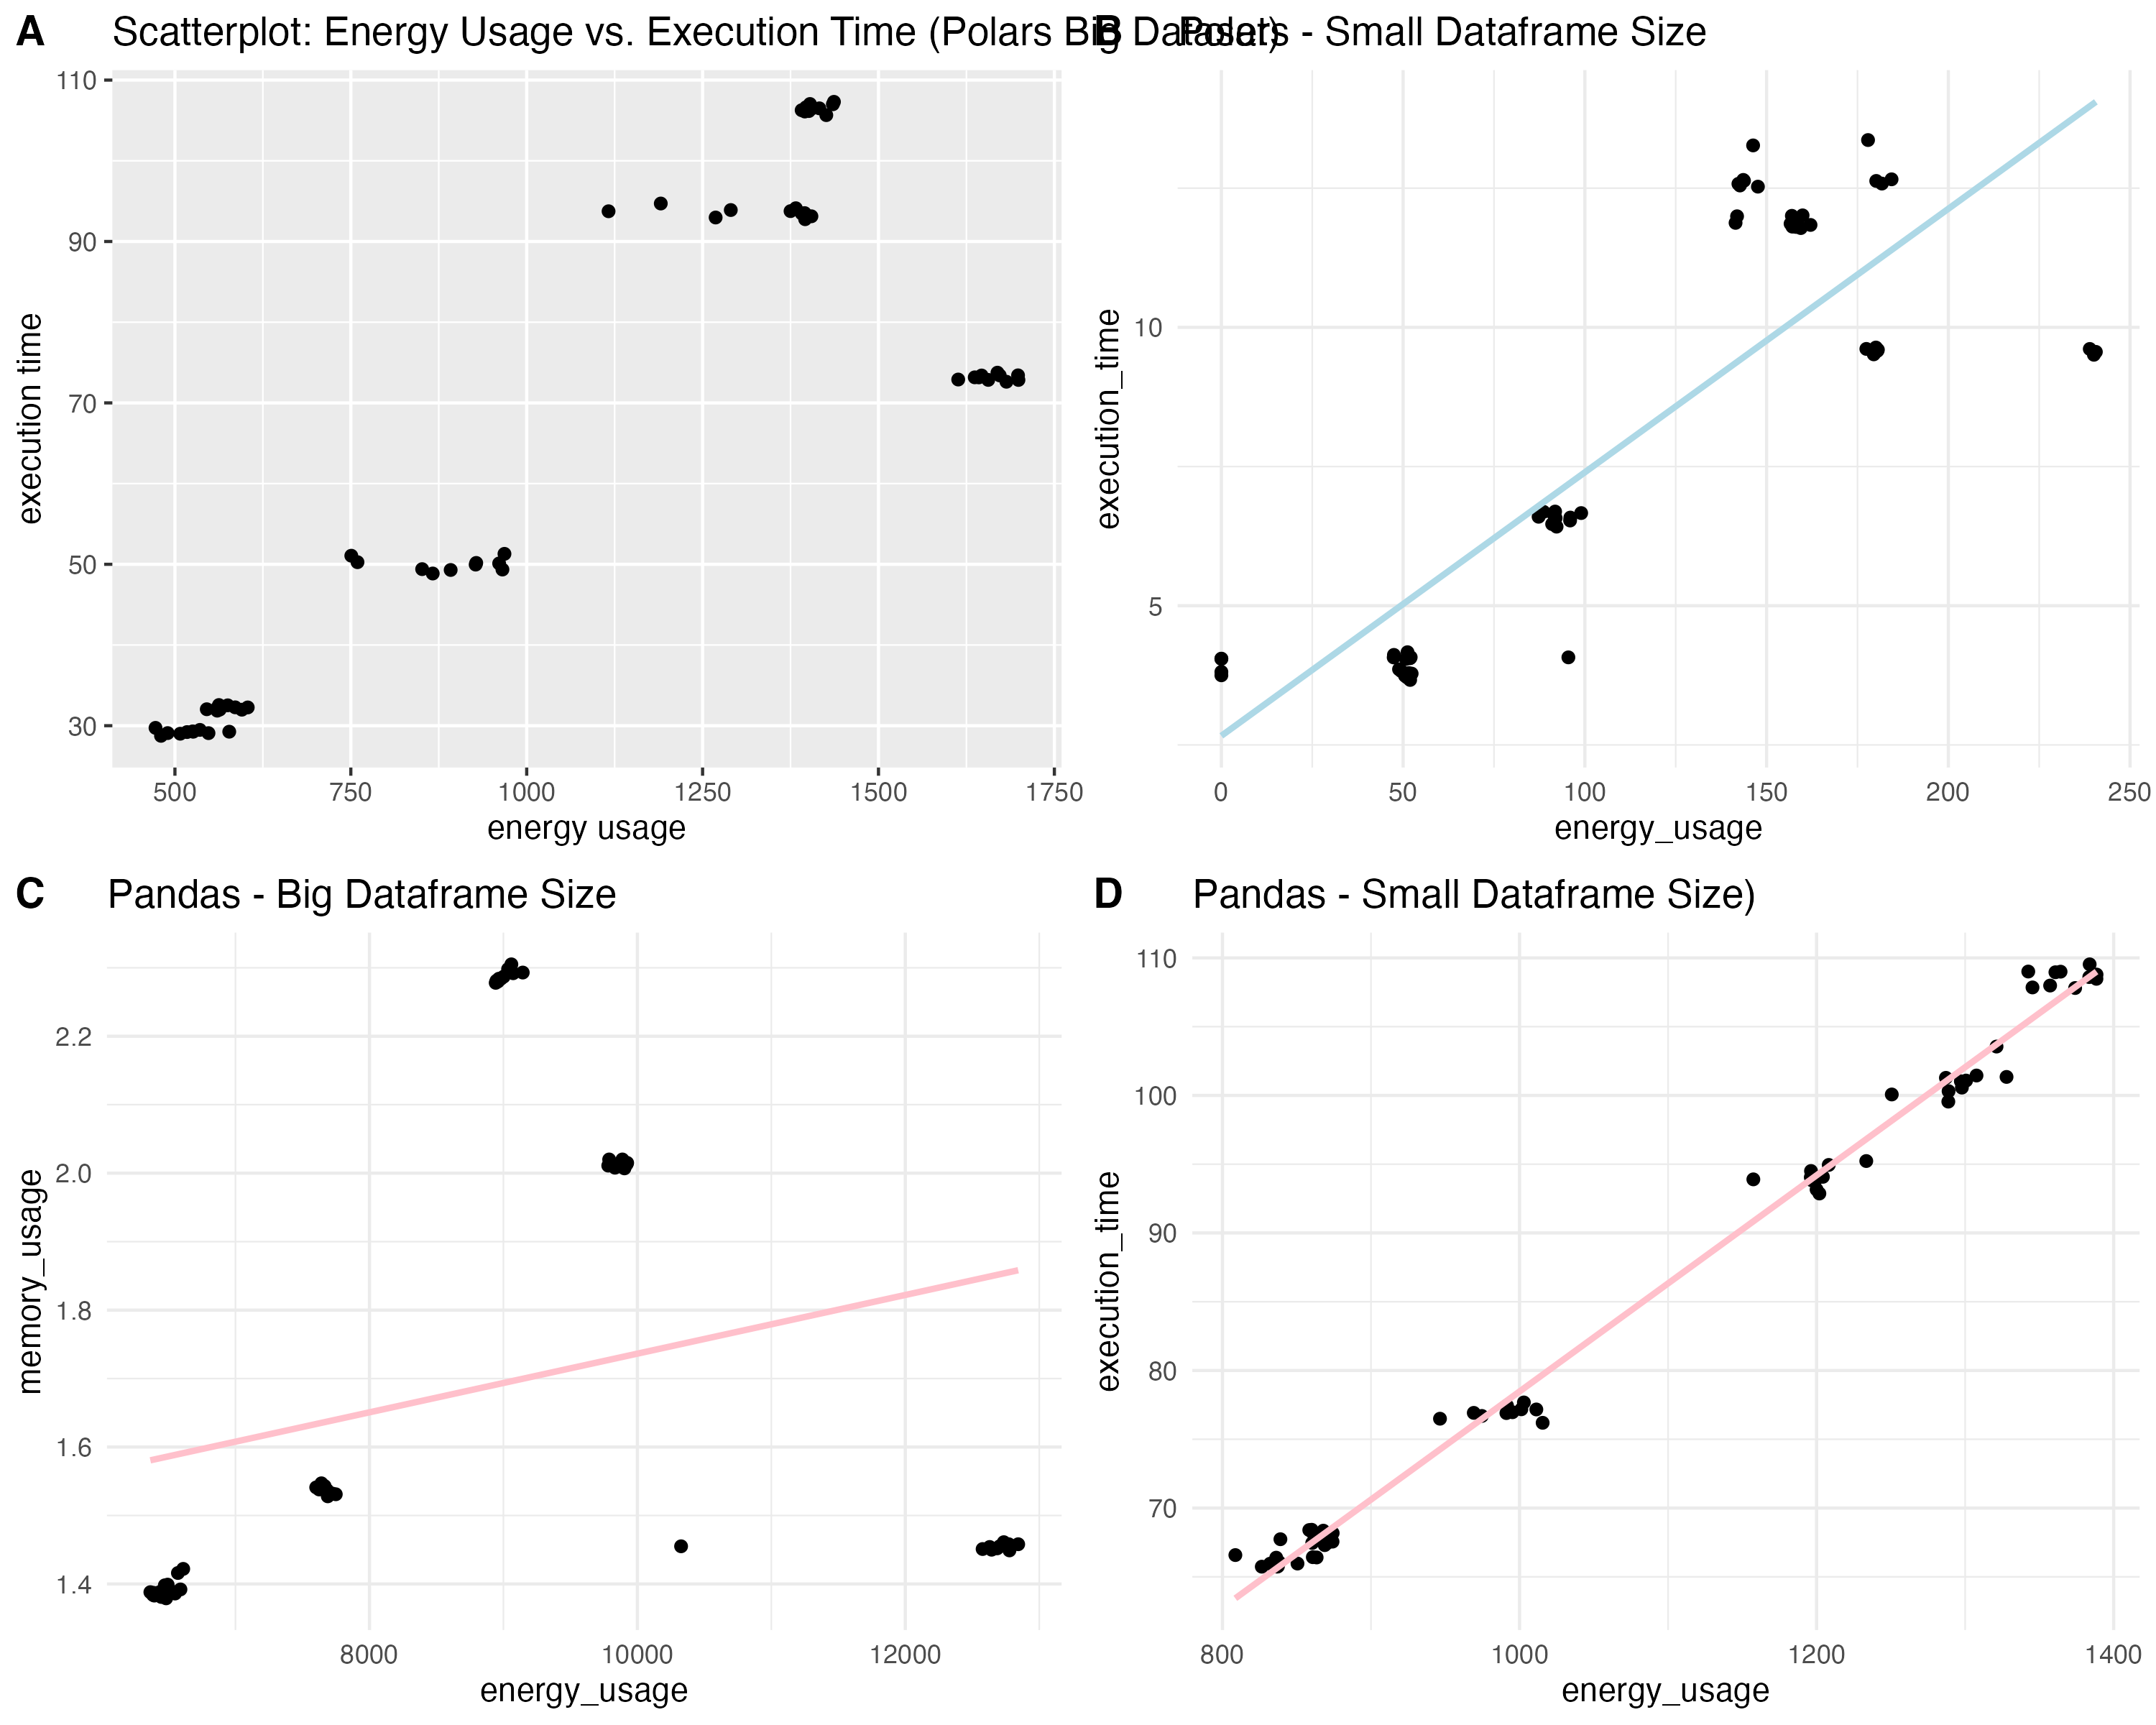 A
Scatterplot: Energy Usage vs. Execution Time (Polars Big Dataset)
110
90
70
50
30
execution time
500 750 1000 1250 1500 1750
energy usage
B
Polars - Small Dataframe Size
10
5
execution_time
0 50 100 150 200 250
energy_usage
C
Pandas - Big Dataframe Size
2.2
2.0
1.8
1.6
1.4
memory_usage
8000 10000 12000
energy_usage
D
Pandas - Small Dataframe Size)
110
100
90
80
70
execution_time
800 1000 1200 1400
energy_usage